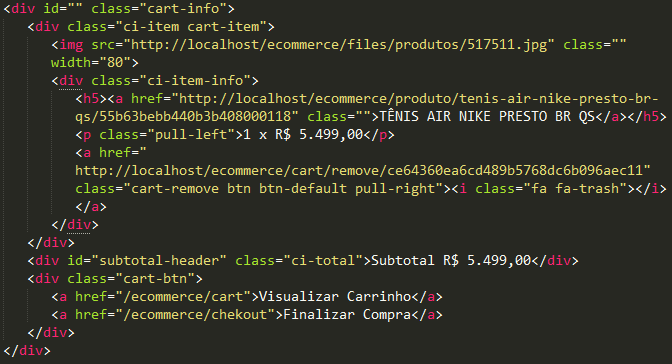 <div id="" class="cart-info">
<div class="ci-item cart-item">
<img src="http://localhost/ecommerce/files/produtos/517511.jpg" class=""
width="80">
<div class="ci-item-info">
<h5><a href="http://localhost/ecommerce/produto/tenis-air-nike-presto-br-
qs/55b63bebb440b3b408000118" class="">TÊNIS AIR NIKE PRESTO BR QS</a></h5>
<p class="pull-left">1 x R$ 5.499,00</p>
<a href="
http://localhost/ecommerce/cart/remove/ce64360ea6cd489b5768dc6b096aec11"
class="cart-remove btn btn-default pull-right"><i class="fa fa-trash"></i>
</a>
</div>
</div>
<div id="subtotal-header" class="ci-total">Subtotal R$ 5.499,00</div>
<div class="cart-btn">
<a href="/ecommerce/cart">Visualizar Carrinho</a>
<a href="/ecommerce/chekout">Finalizar Compra</a>
</div>
</div>